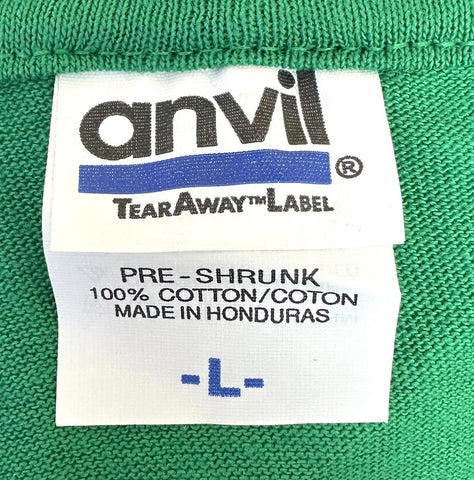 anvil®
TEARAWAY™LABEL
PRE-SHRUNK
100% COTTON/COTON
MADE IN HONDURAS
-L-